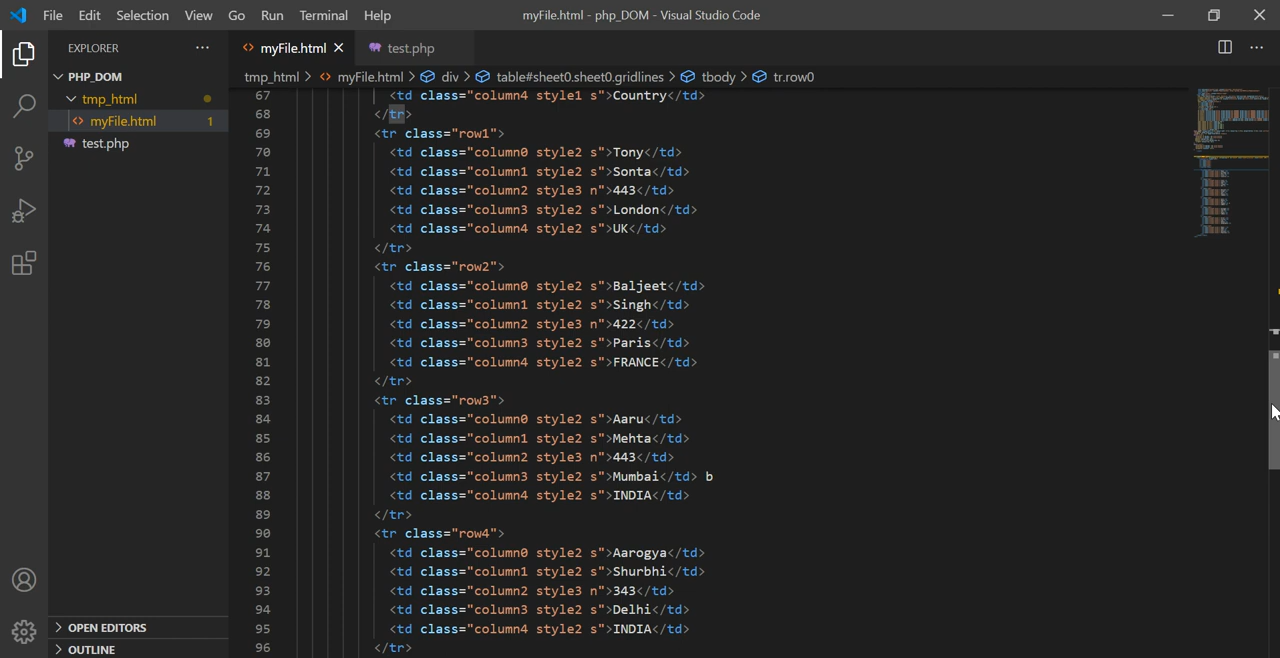 File Edit Selection View Go Run Terminal Help myFile.html - php_DOM - Visual Studio Code
EXPLORER
PHP_DOM
tmp_html
myFile.html 1
test.php
OPEN EDITORS
OUTLINE
myFile.html test.php
tmp_html > myFile.html > div > table#sheet0.sheet0.gridlines > tbody > tr.row0
67 <td class="column4 style1 s">Country</td>
68 </tr>
69 <tr class="row1">
70 <td class="column0 style2 s">Tony</td>
71 <td class="column1 style2 s">Sonta</td>
72 <td class="column2 style3 n">443</td>
73 <td class="column3 style2 s">London</td>
74 <td class="column4 style2 s">UK</td>
75 </tr>
76 <tr class="row2">
77 <td class="column0 style2 s">Baljeet</td>
78 <td class="column1 style2 s">Singh</td>
79 <td class="column2 style3 n">422</td>
80 <td class="column3 style2 s">Paris</td>
81 <td class="column4 style2 s">FRANCE</td>
82 </tr>
83 <tr class="row3">
84 <td class="column0 style2 s">Aaru</td>
85 <td class="column1 style2 s">Mehta</td>
86 <td class="column2 style3 n">443</td>
87 <td class="column3 style2 s">Mumbai</td> b
88 <td class="column4 style2 s">INDIA</td>
89 </tr>
90 <tr class="row4">
91 <td class="column0 style2 s">Aarogya</td>
92 <td class="column1 style2 s">Shurbhi</td>
93 <td class="column2 style3 n">343</td>
94 <td class="column3 style2 s">Delhi</td>
95 <td class="column4 style2 s">INDIA</td>
96 </tr>